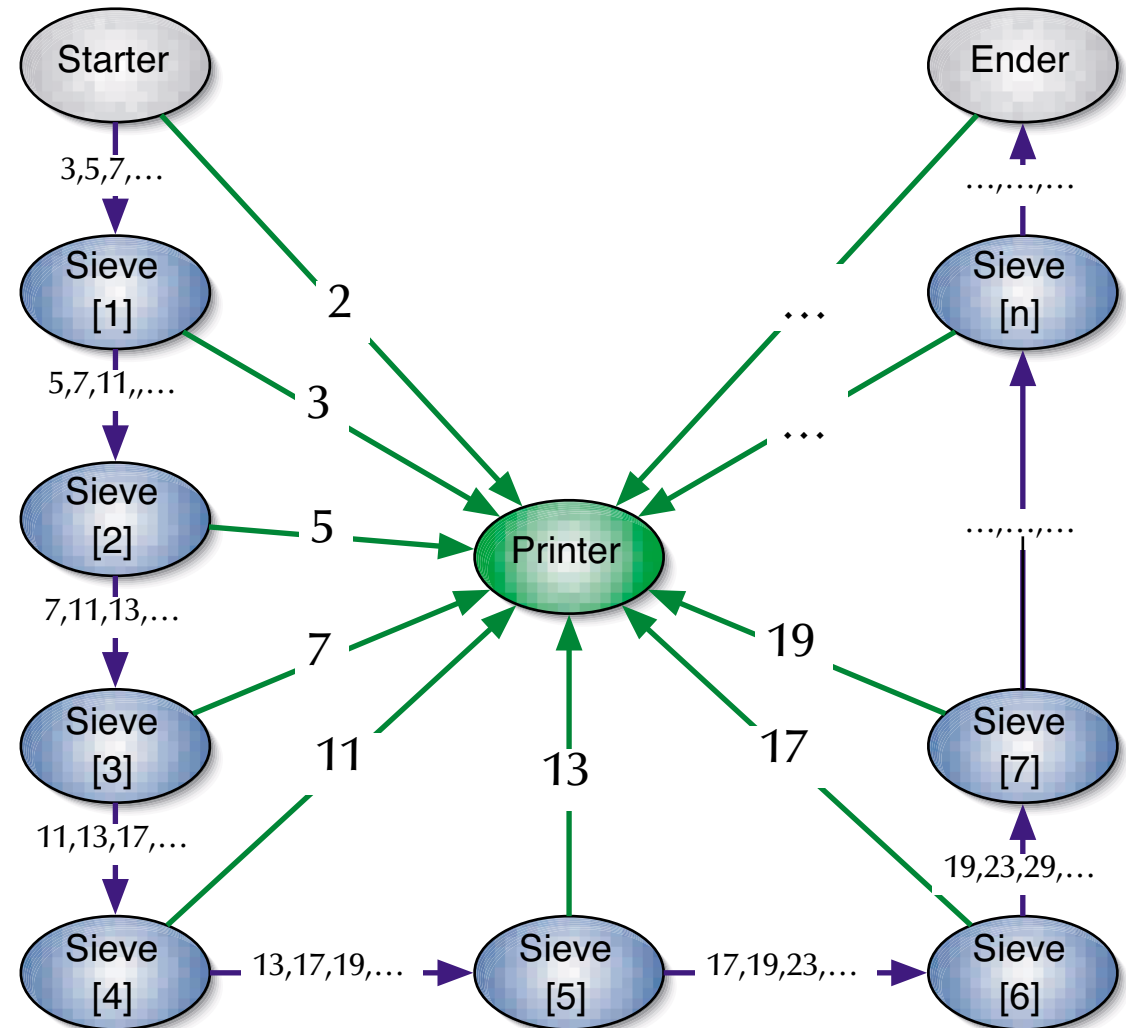 Starter
Ender
3,5,7,…
…,…,…
Sieve
[1]
Sieve
[n]
2
…
5,7,11,,…
3
…
Sieve
[2]
5
Printer
…,…,…
7,11,13,…
7
19
Sieve
[3]
11
13
17
Sieve
[7]
11,13,17,…
19,23,29,…
Sieve
[4]
13,17,19,…
Sieve
[5]
17,19,23,…
Sieve
[6]